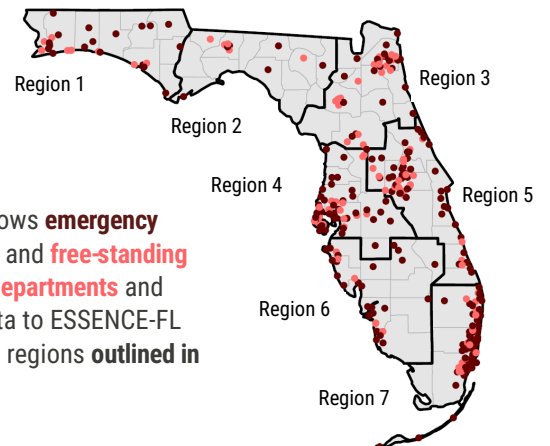 Region 1
Region 2
Region 3
Region 4
Region 5
ows emergency
and free-standing
epartments and
ta to ESSENCE-FL
regions outlined in
Region 6
Region 7